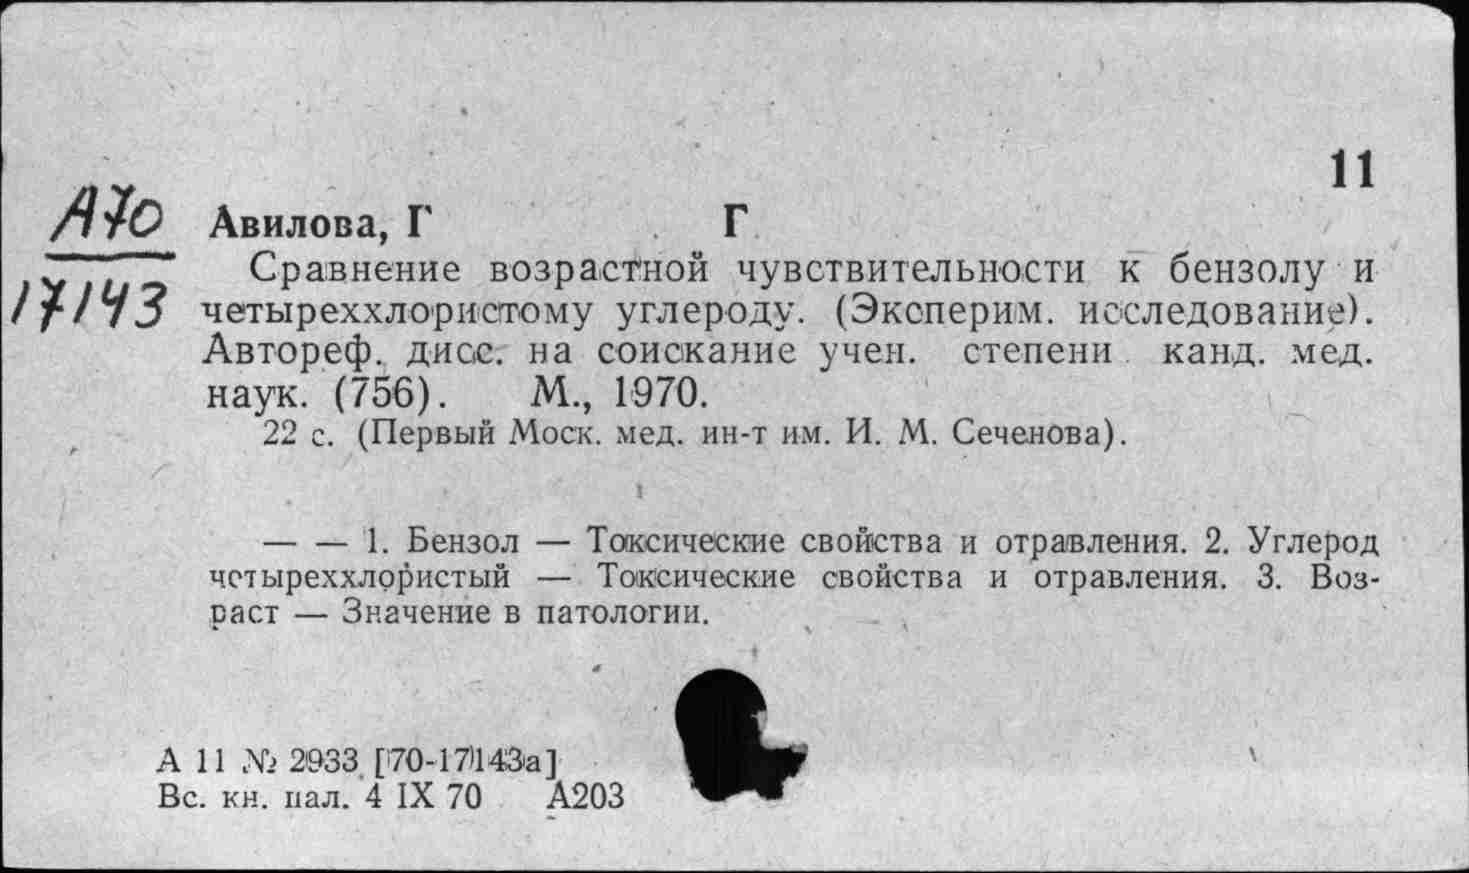 11
А70
17143
Авилова, Г Г
Сравнение возрастной чувствительности к бензолу и
четыреххлористому углероду. (Эксперим. исследование).
Автореф. дисс. на соискание учен. степени канд. мед.
наук. (756). М., 1970.
22 с. (Первый Моск. мед. ин-т им. И. М. Сеченова).
— — 1. Бензол — Токсические свойства и отравления. 2. Углерод
четыреххлористый — Токсические свойства и отравления. 3. Воз-
раст — Значение в патологии.
А 11 № 2933 [70-17143а]
Вс. кн. пал. 4 IX 70 А203